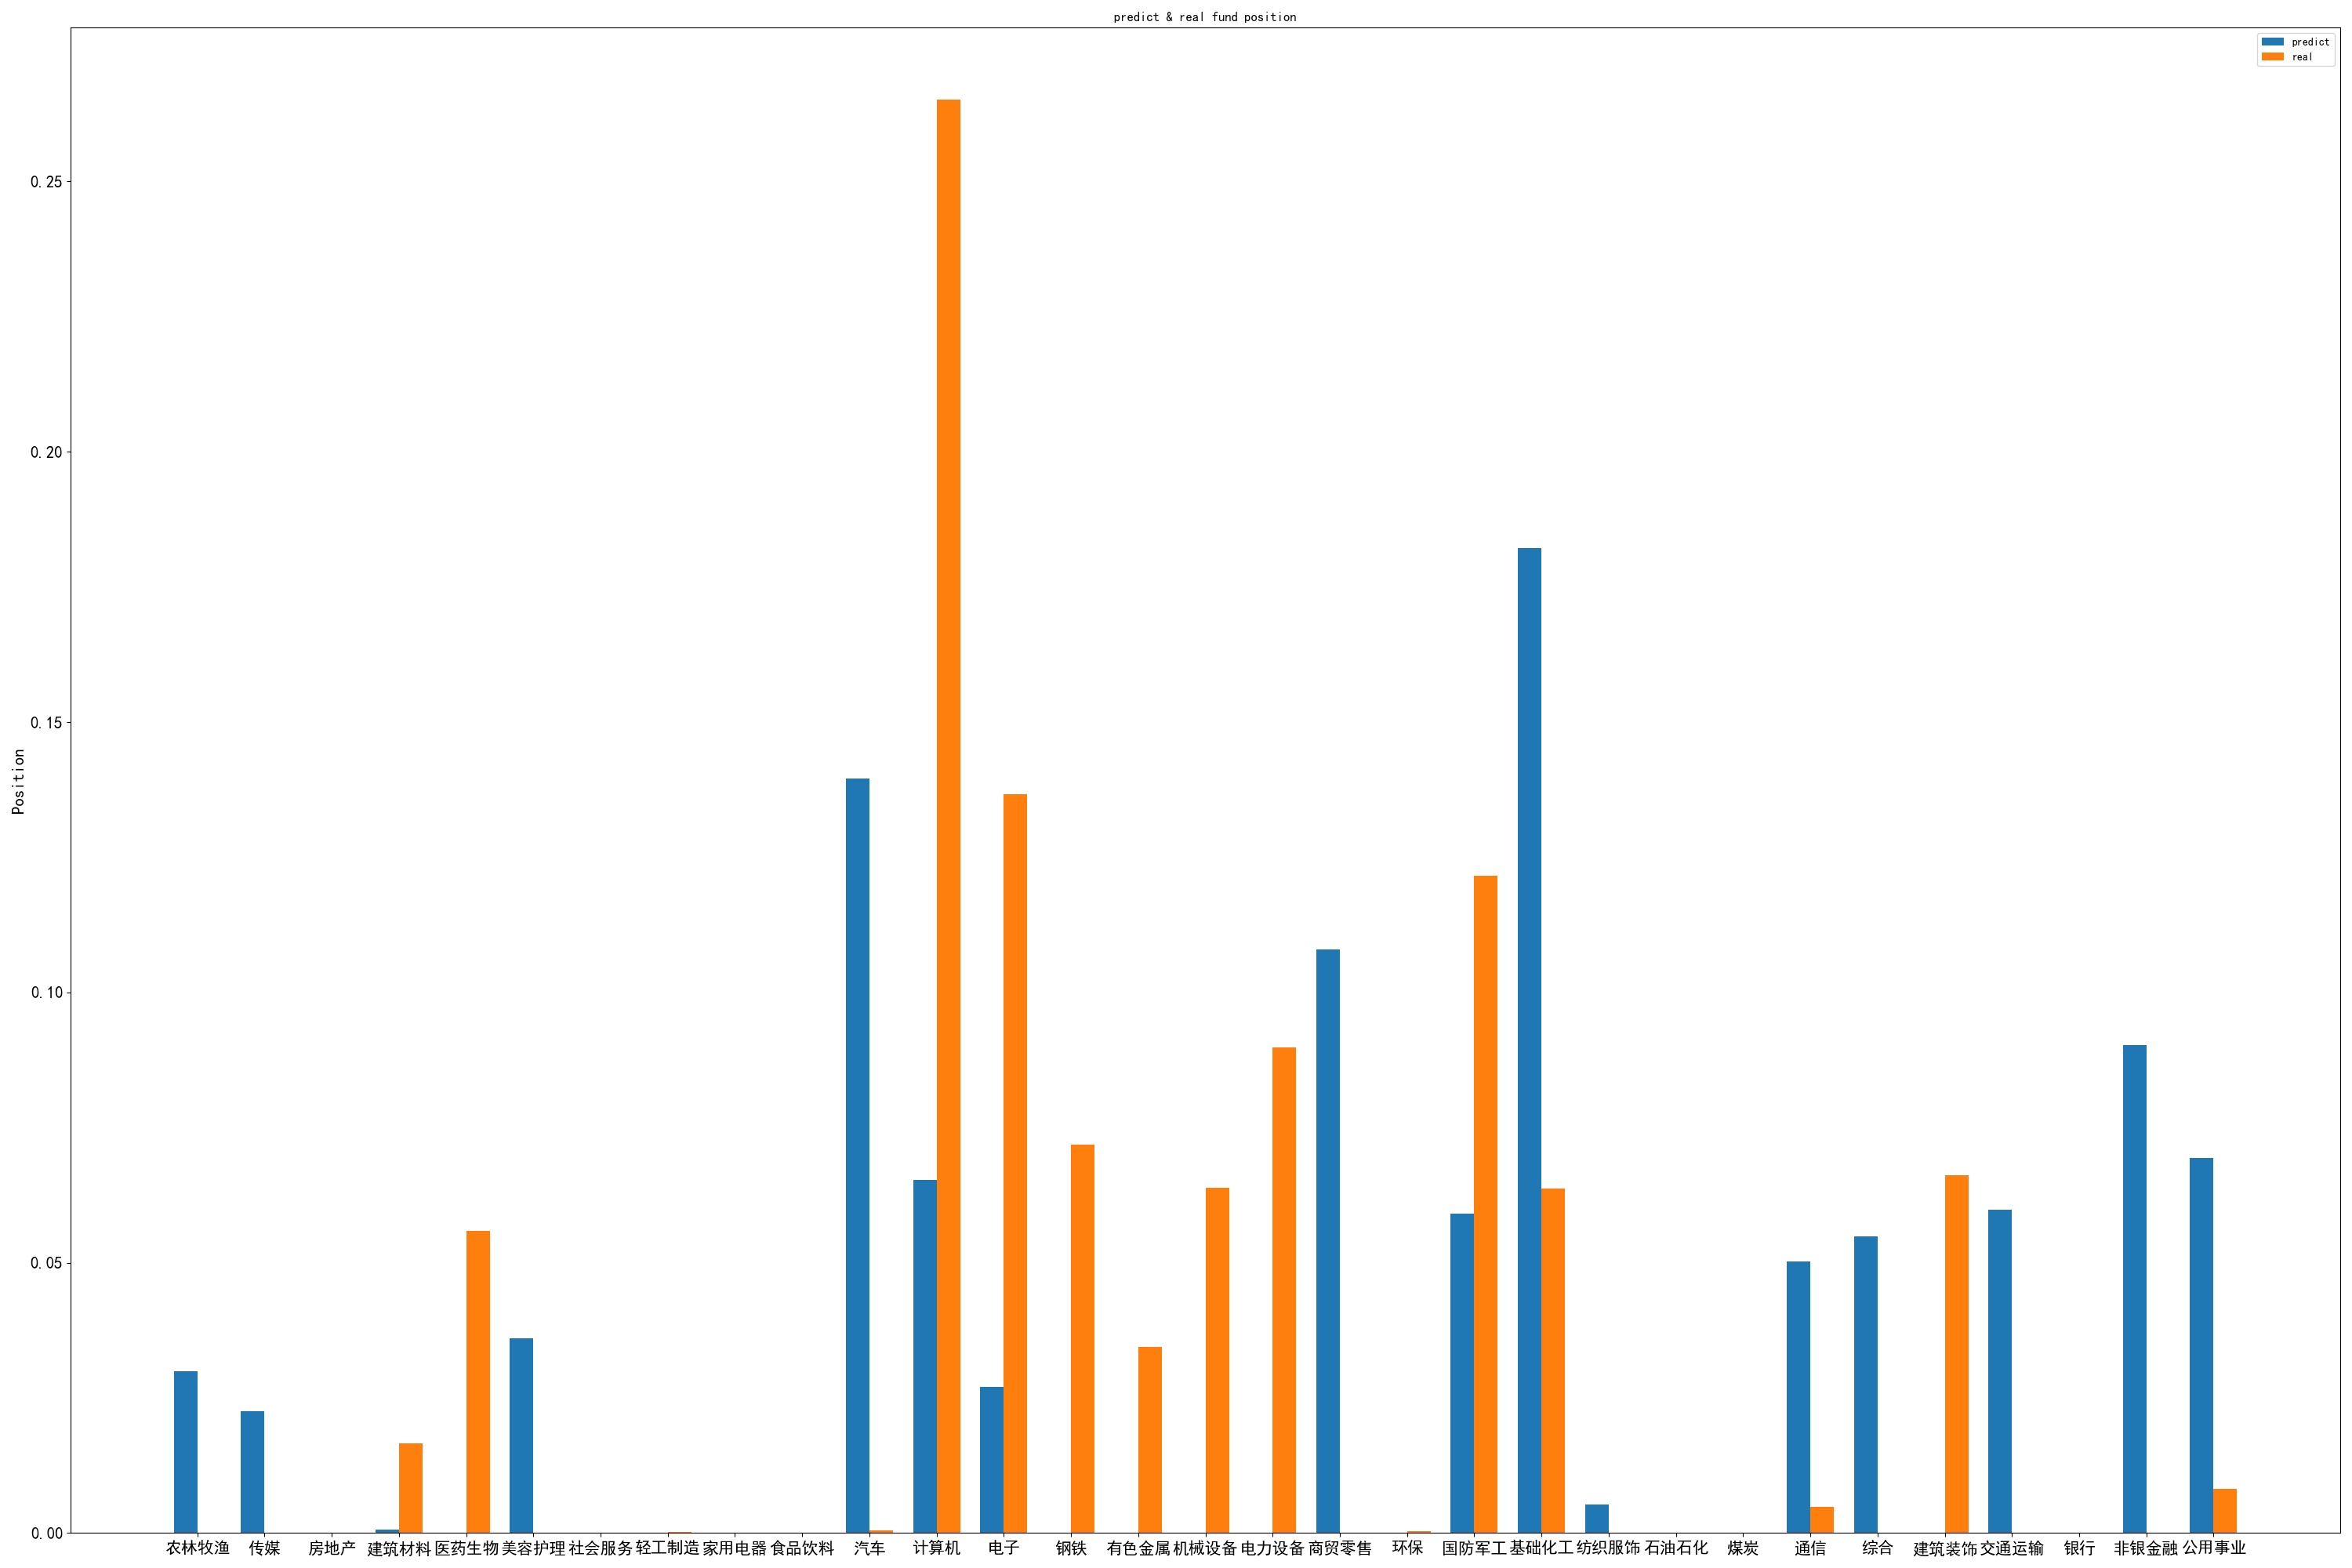 predict & real fund position
predict
real
0.25
0.20
0.15
0.10
0.05
0.00
Position
农林牧渔 传媒 房地产 建筑材料 医药生物 美容护理 社会服务 轻工制造 家用电器 食品饮料 汽车 计算机 电子 钢铁 有色金属 机械设备 电力设备 商贸零售 环保 国防军工 基础化工 纺织服饰 石油石化 煤炭 通信 综合 建筑装饰 交通运输 银行 非银金融 公用事业